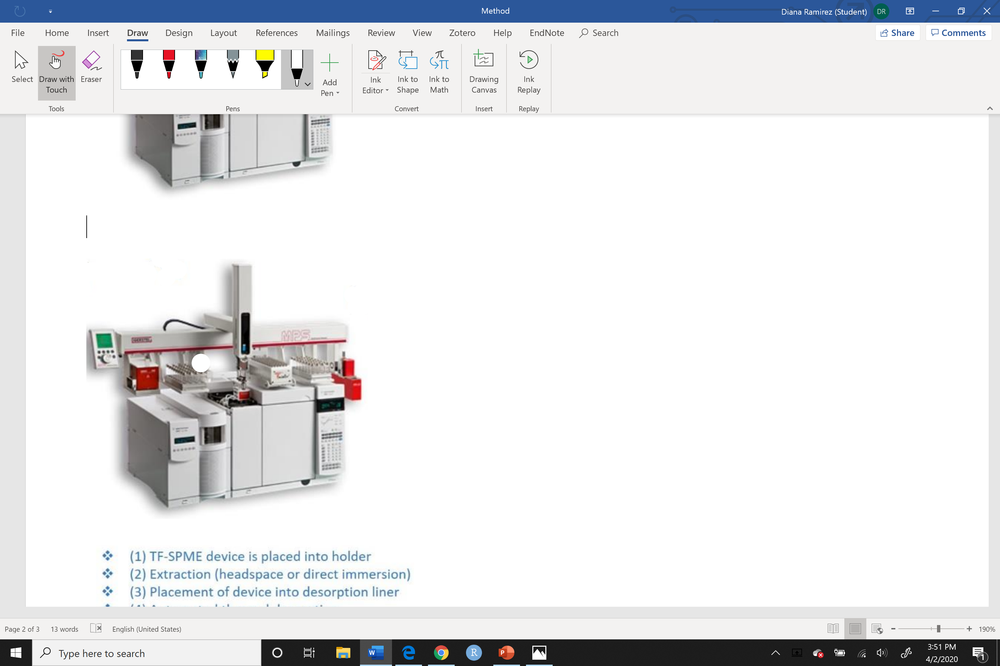 Method
Diana Ramirez (Student)
DR
File Home Insert Draw Design Layout References Mailings Review View Zotero Help EndNote Search
Share Comments
Select
Draw with Touch
Eraser
Tools
Pens
Add Pen
Ink Editor
Ink to Shape
Ink to Math
Convert
Drawing Canvas
Insert
Ink Replay
Replay
GERSTEL
MPS
(1) TF-SPME device is placed into holder
(2) Extraction (headspace or direct immersion)
(3) Placement of device into desorption liner
Page 2 of 3 13 words English (United States)
190%
Type here to search
W
R
P
3:51 PM
4/2/2020
1